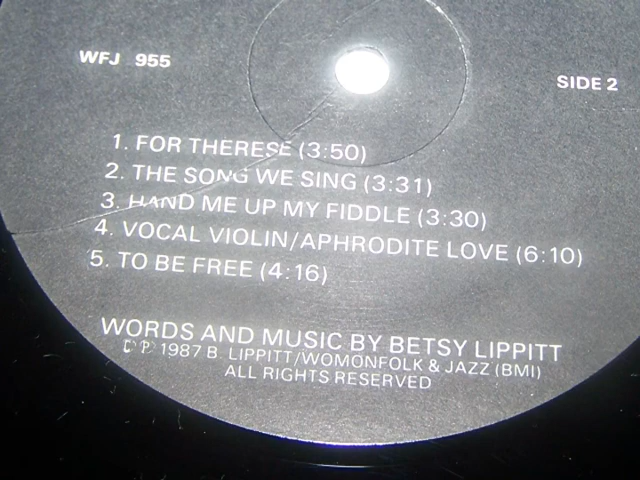 WFJ 955
SIDE 2
1. FOR THERESE (3:50)
2. THE SONG WE SING (3:31)
3. HAND ME UP MY FIDDLE (3:30)
4. VOCAL VIOLIN/APHRODITE LOVE (6:10)
5. TO BE FREE (4:16)
WORDS AND MUSIC BY BETSY LIPPITT
℗ 1987 B. LIPPITT/WOMONFOLK & JAZZ (BMI)
ALL RIGHTS RESERVED